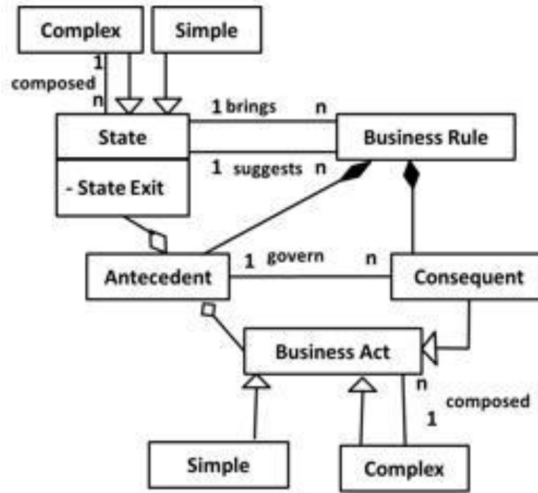 Complex
Simple
1
composed
n
State
1 brings n
Business Rule
1 suggests n
- State Exit
Antecedent
1 govern n
Consequent
Business Act
n
composed
1
Simple
Complex